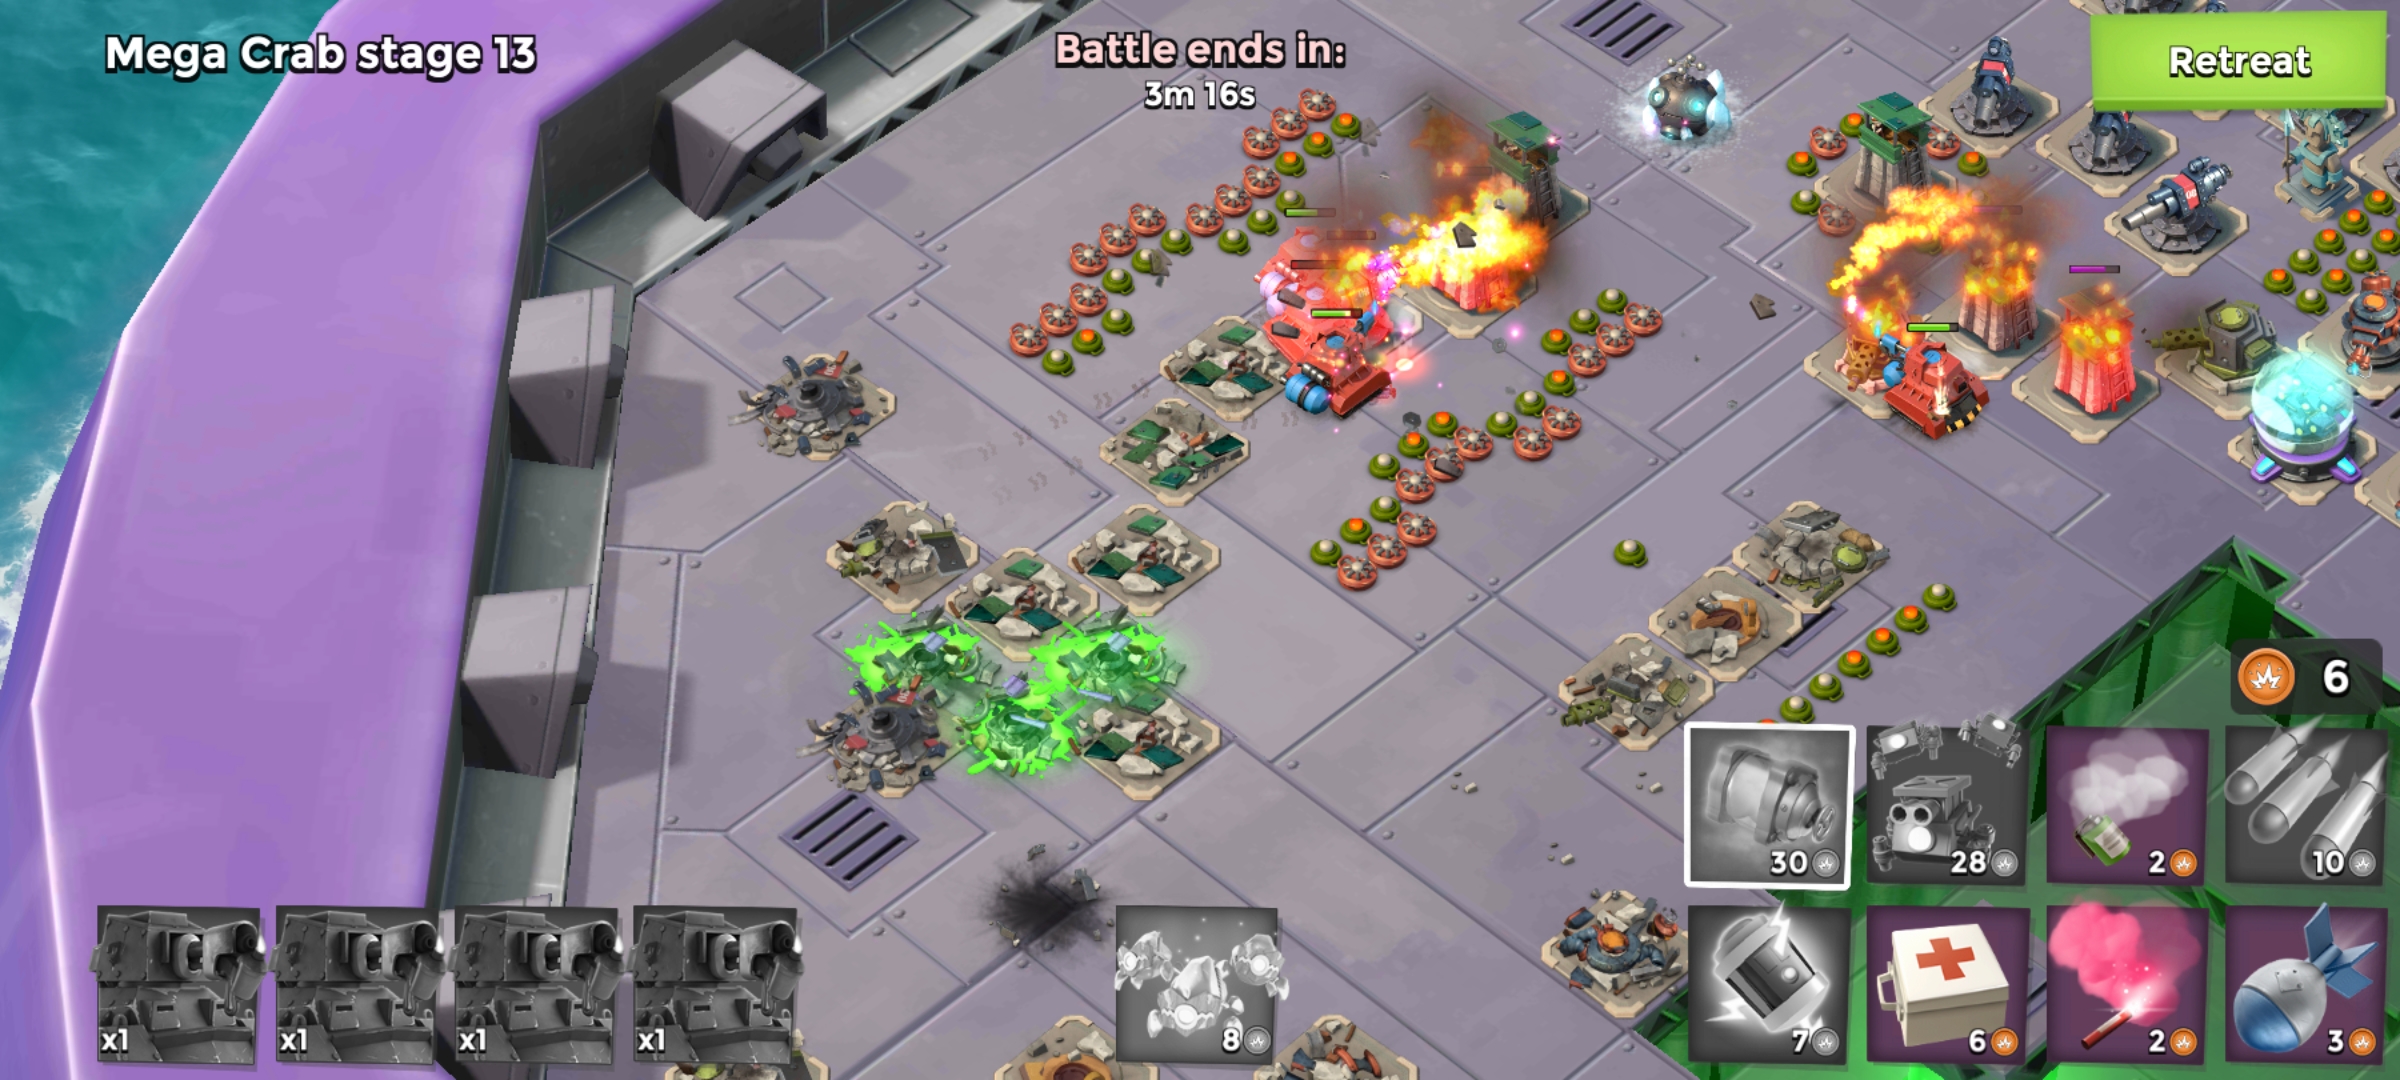 Mega Crab stage 13
Battle ends in:
3m 16s
Retreat
6
30
28
2
10
7
6
2
3
x1
x1
x1
x1
8